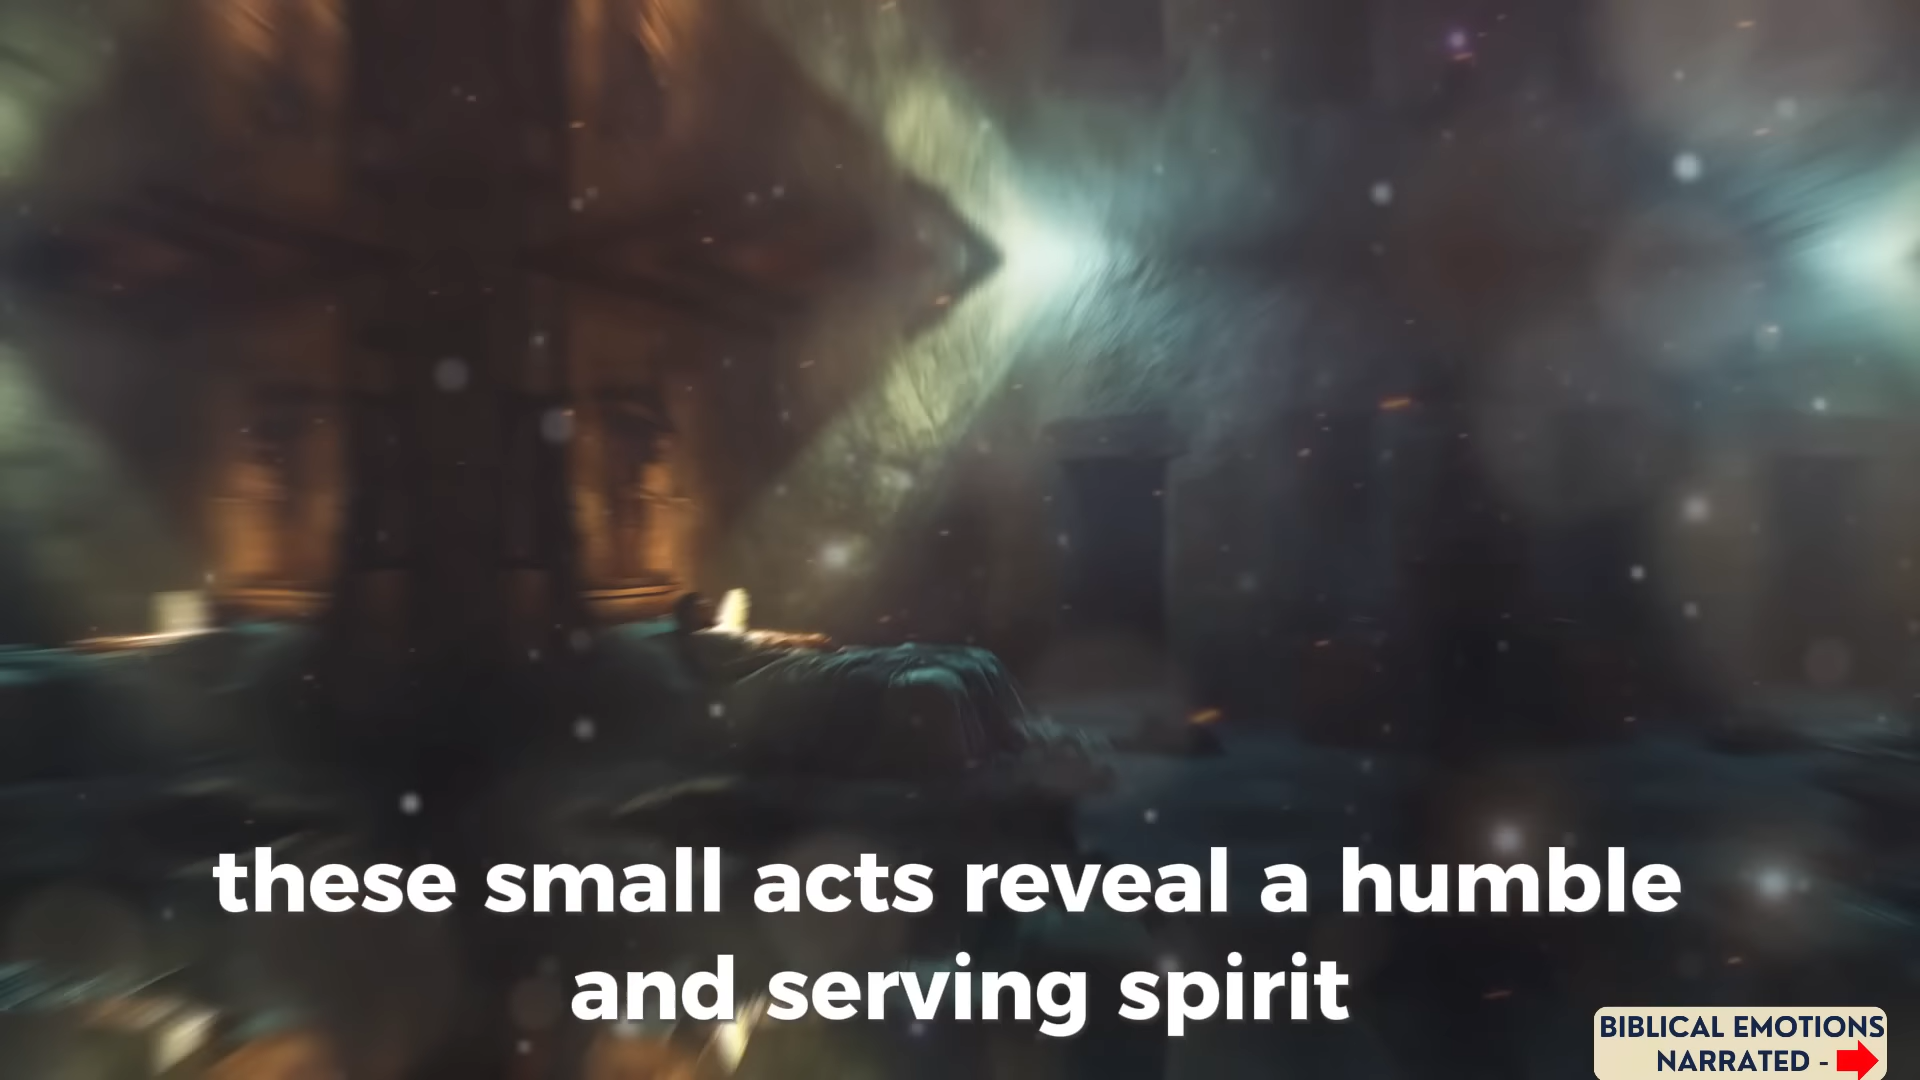 these small acts reveal a humble
and serving spirit
BIBLICAL EMOTIONS
NARRATED -